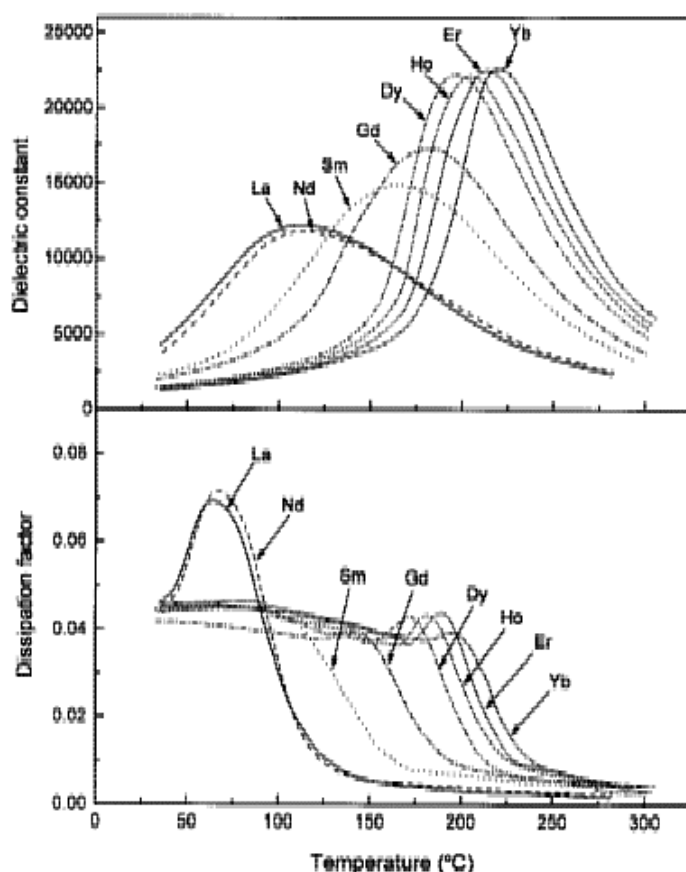 25000
20000
15000
10000
5000
0
Dielectric constant
La
Nd
Sm
Gd
Dy
Ho
Er
Yb
0.08
0.06
0.04
0.02
0.00
Dissipation factor
La
Nd
Sm
Gd
Dy
Ho
Er
Yb
0 50 100 150 200 250 300
Temperature (ºC)